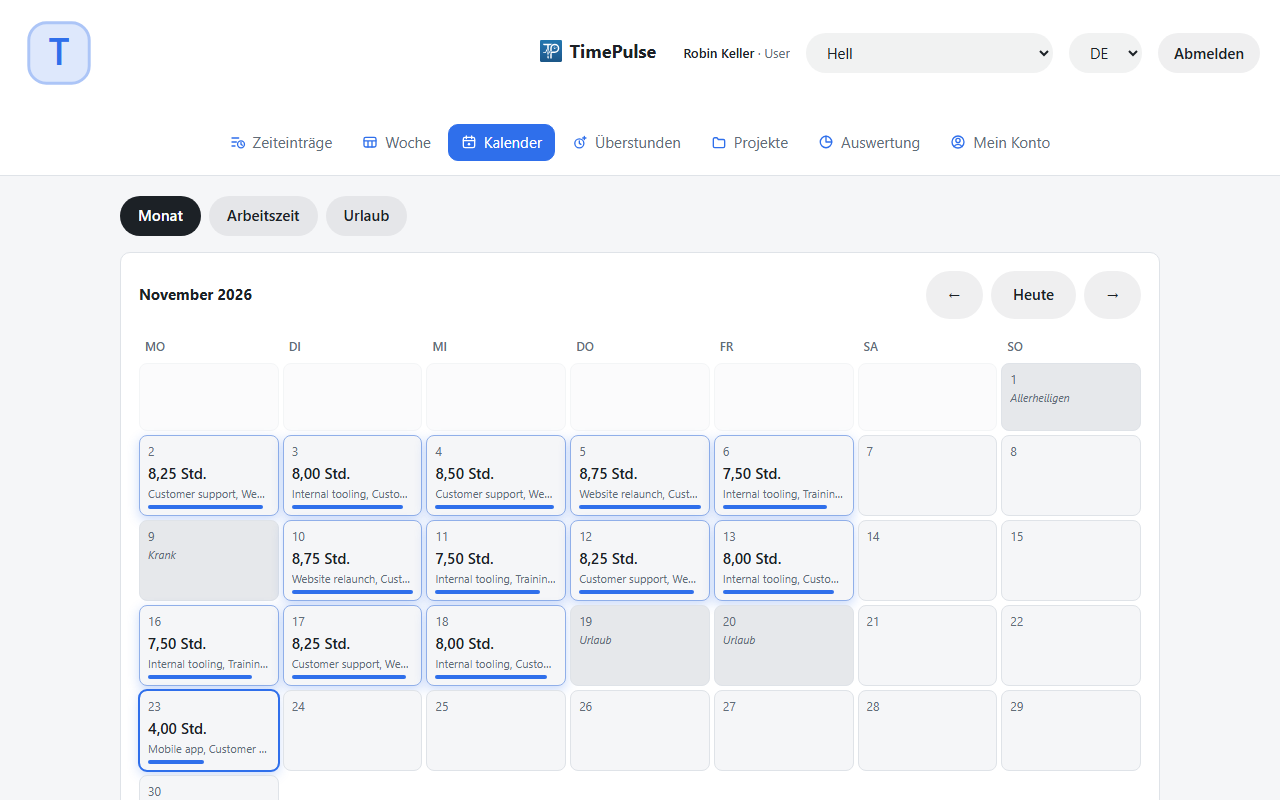 T
TimePulse
Robin Keller · User
Hell
DE
Abmelden
Zeiteinträge
Woche
Kalender
Überstunden
Projekte
Auswertung
Mein Konto
Monat
Arbeitszeit
Urlaub
November 2026
←
Heute
→
MO DI MI DO FR SA SO
1
Allerheiligen
2
8,25 Std.
Customer support, We...
3
8,00 Std.
Internal tooling, Custo...
4
8,50 Std.
Customer support, We...
5
8,75 Std.
Website relaunch, Cust...
6
7,50 Std.
Internal tooling, Trainin...
7
8
9
Krank
10
8,75 Std.
Website relaunch, Cust...
11
7,50 Std.
Internal tooling, Trainin...
12
8,25 Std.
Customer support, We...
13
8,00 Std.
Internal tooling, Custo...
14
15
16
7,50 Std.
Internal tooling, Trainin...
17
8,25 Std.
Customer support, We...
18
8,00 Std.
Internal tooling, Custo...
19
Urlaub
20
Urlaub
21
22
23
4,00 Std.
Mobile app, Customer ...
24
25
26
27
28
29
30